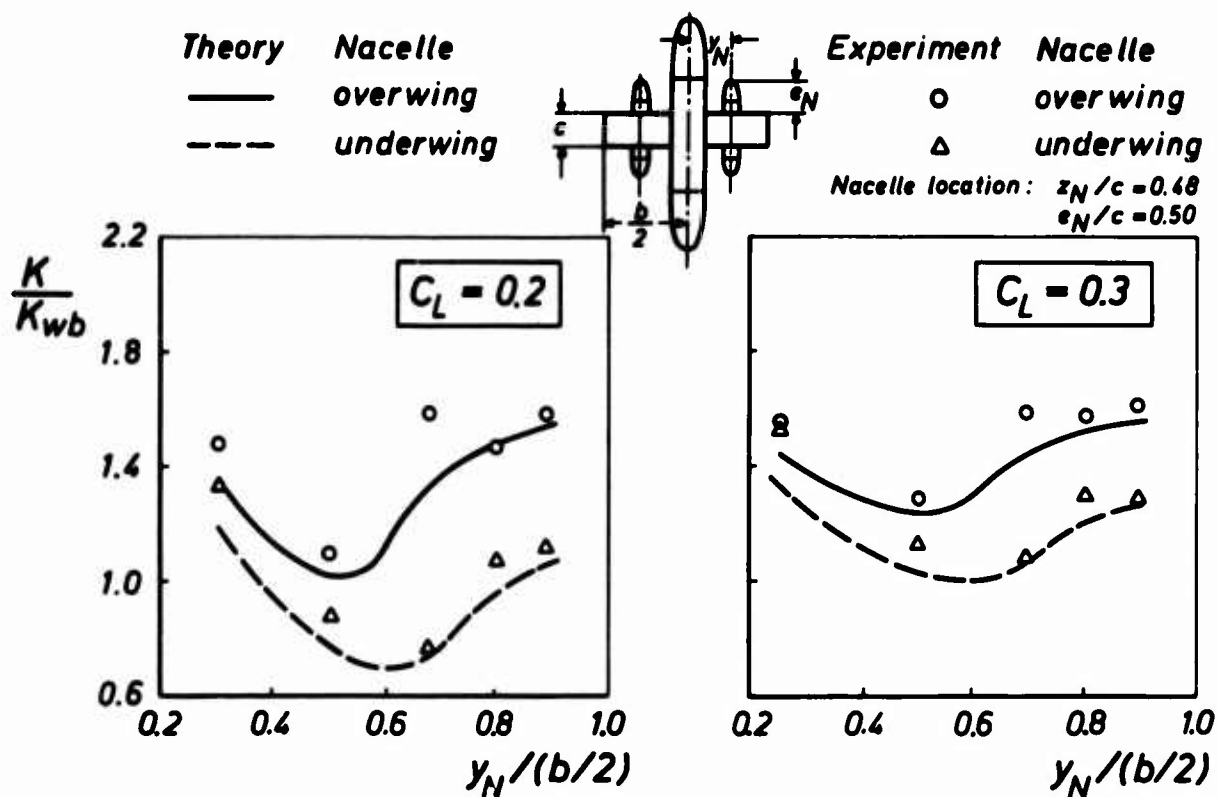 Theory Nacelle
overwing
underwing
y_N
e_N
c
b
2
Experiment Nacelle
overwing
underwing
Nacelle location: z_N/c = 0.48
e_N/c = 0.50
K
K_wb
C_L = 0.2
2.2
1.8
1.4
1.0
0.6
0.2 0.4 0.6 0.8 1.0
y_N/(b/2)
C_L = 0.3
0.2 0.4 0.6 0.8 1.0
y_N/(b/2)